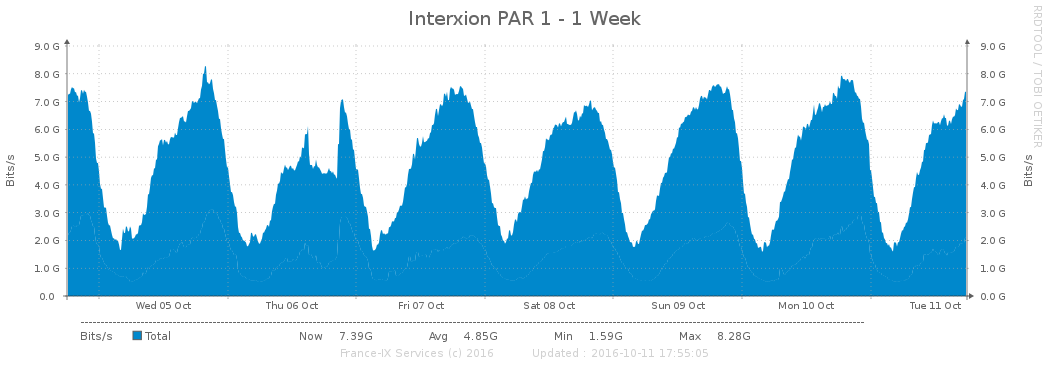 Interxion PAR 1 - 1 Week
RRDTOOL / TOBI OETIKER
Bits/s
9.0 G 9.0 G
8.0 G 8.0 G
7.0 G 7.0 G
6.0 G 6.0 G
5.0 G 5.0 G
4.0 G 4.0 G
3.0 G 3.0 G
2.0 G 2.0 G
1.0 G 1.0 G
0.0 0.0 G
Bits/s
Wed 05 Oct Thu 06 Oct Fri 07 Oct Sat 08 Oct Sun 09 Oct Mon 10 Oct Tue 11 Oct
Bits/s Total Now 7.39G Avg 4.85G Min 1.59G Max 8.28G
France-IX Services (c) 2016 Updated : 2016-10-11 17:55:05